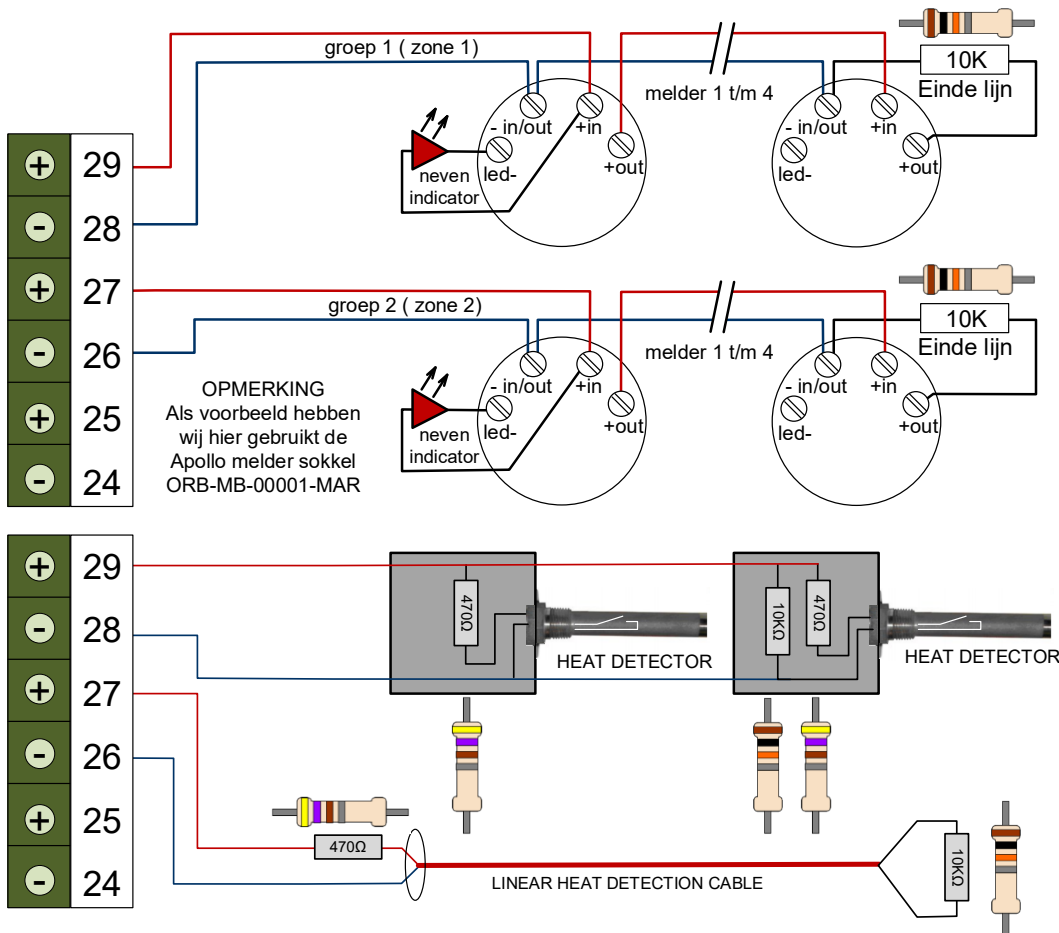 groep 1 ( zone 1)
10K
Einde lijn
melder 1 t/m 4
- in/out
+in
- in/out
+in
+out
led-
neven
indicator
+out
led-
+ 29
- 28
+ 27
- 26
+ 25
- 24
groep 2 ( zone 2)
10K
Einde lijn
melder 1 t/m 4
- in/out
+in
- in/out
+in
+out
led-
neven
indicator
+out
led-
OPMERKING
Als voorbeeld hebben
wij hier gebruikt de
Apollo melder sokkel
ORB-MB-00001-MAR
+ 29
- 28
+ 27
- 26
+ 25
- 24
470Ω
HEAT DETECTOR
10KΩ
470Ω
HEAT DETECTOR
470Ω
LINEAR HEAT DETECTION CABLE
10KΩ